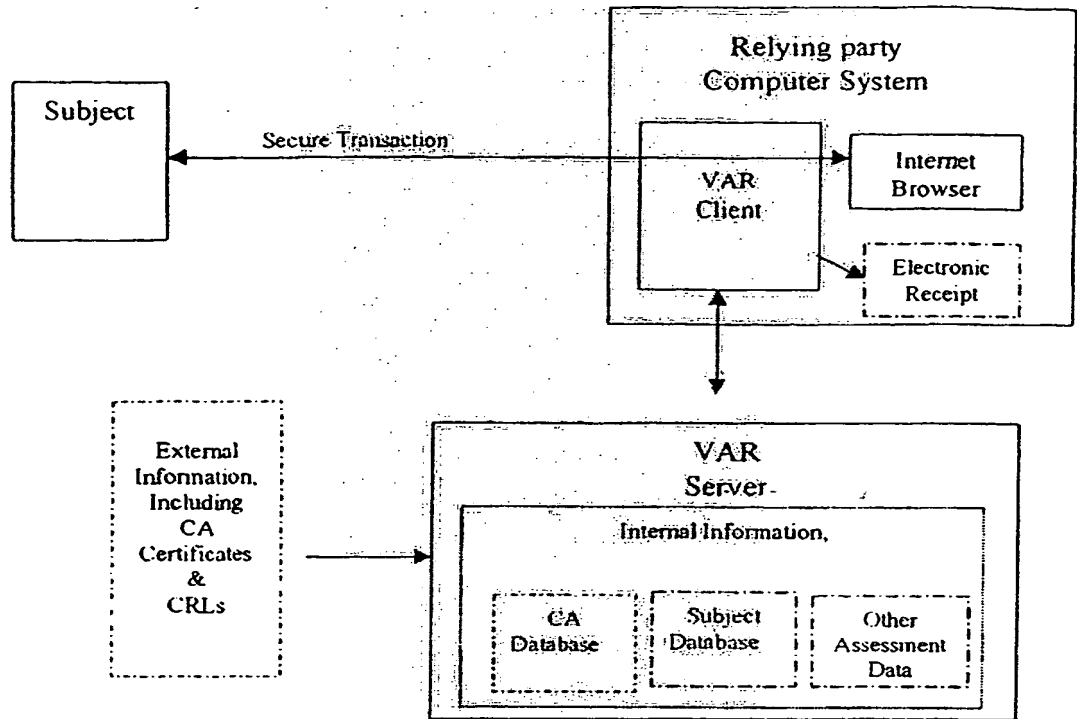 Relying party
Computer System
Subject
Secure Transaction
VAR
Client
Internet
Browser
Electronic
Receipt
External
Information,
Including
CA
Certificates
&
CRLs
VAR
Server
Internal Information,
CA
Database
Subject
Database
Other
Assessment
Data